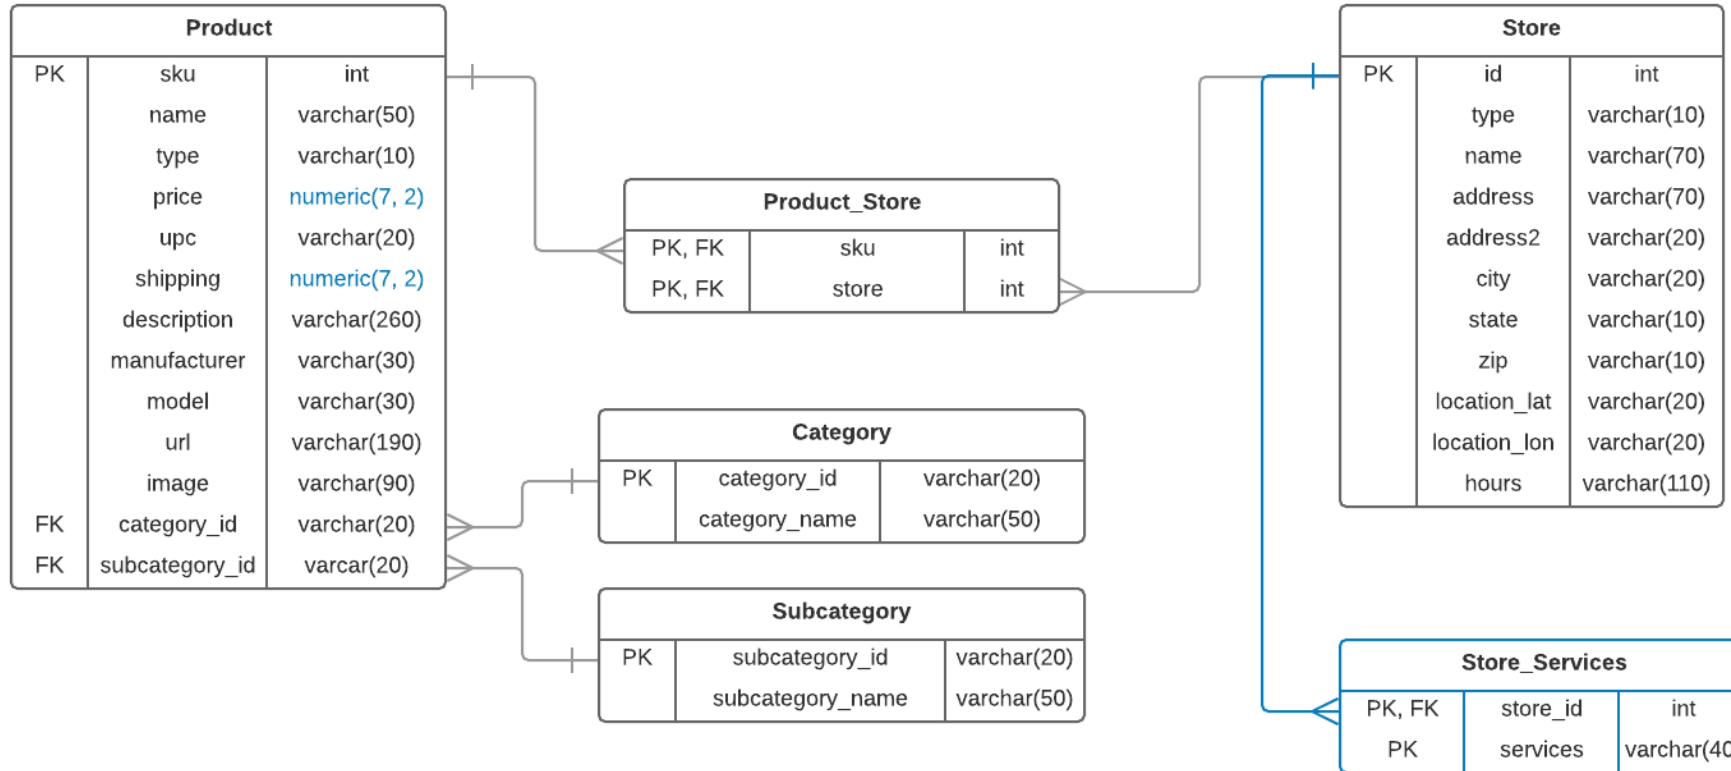 Product
PK sku int
name varchar(50)
type varchar(10)
price numeric(7, 2)
upc varchar(20)
shipping numeric(7, 2)
description varchar(260)
manufacturer varchar(30)
model varchar(30)
url varchar(190)
image varchar(90)
FK category_id varchar(20)
FK subcategory_id varcar(20)
Product_Store
PK, FK sku int
PK, FK store int
Category
PK category_id varchar(20)
category_name varchar(50)
Subcategory
PK subcategory_id varchar(20)
subcategory_name varchar(50)
Store
PK id int
type varchar(10)
name varchar(70)
address varchar(70)
address2 varchar(20)
city varchar(20)
state varchar(10)
zip varchar(10)
location_lat varchar(20)
location_lon varchar(20)
hours varchar(110)
Store_Services
PK, FK store_id int
PK services varchar(40